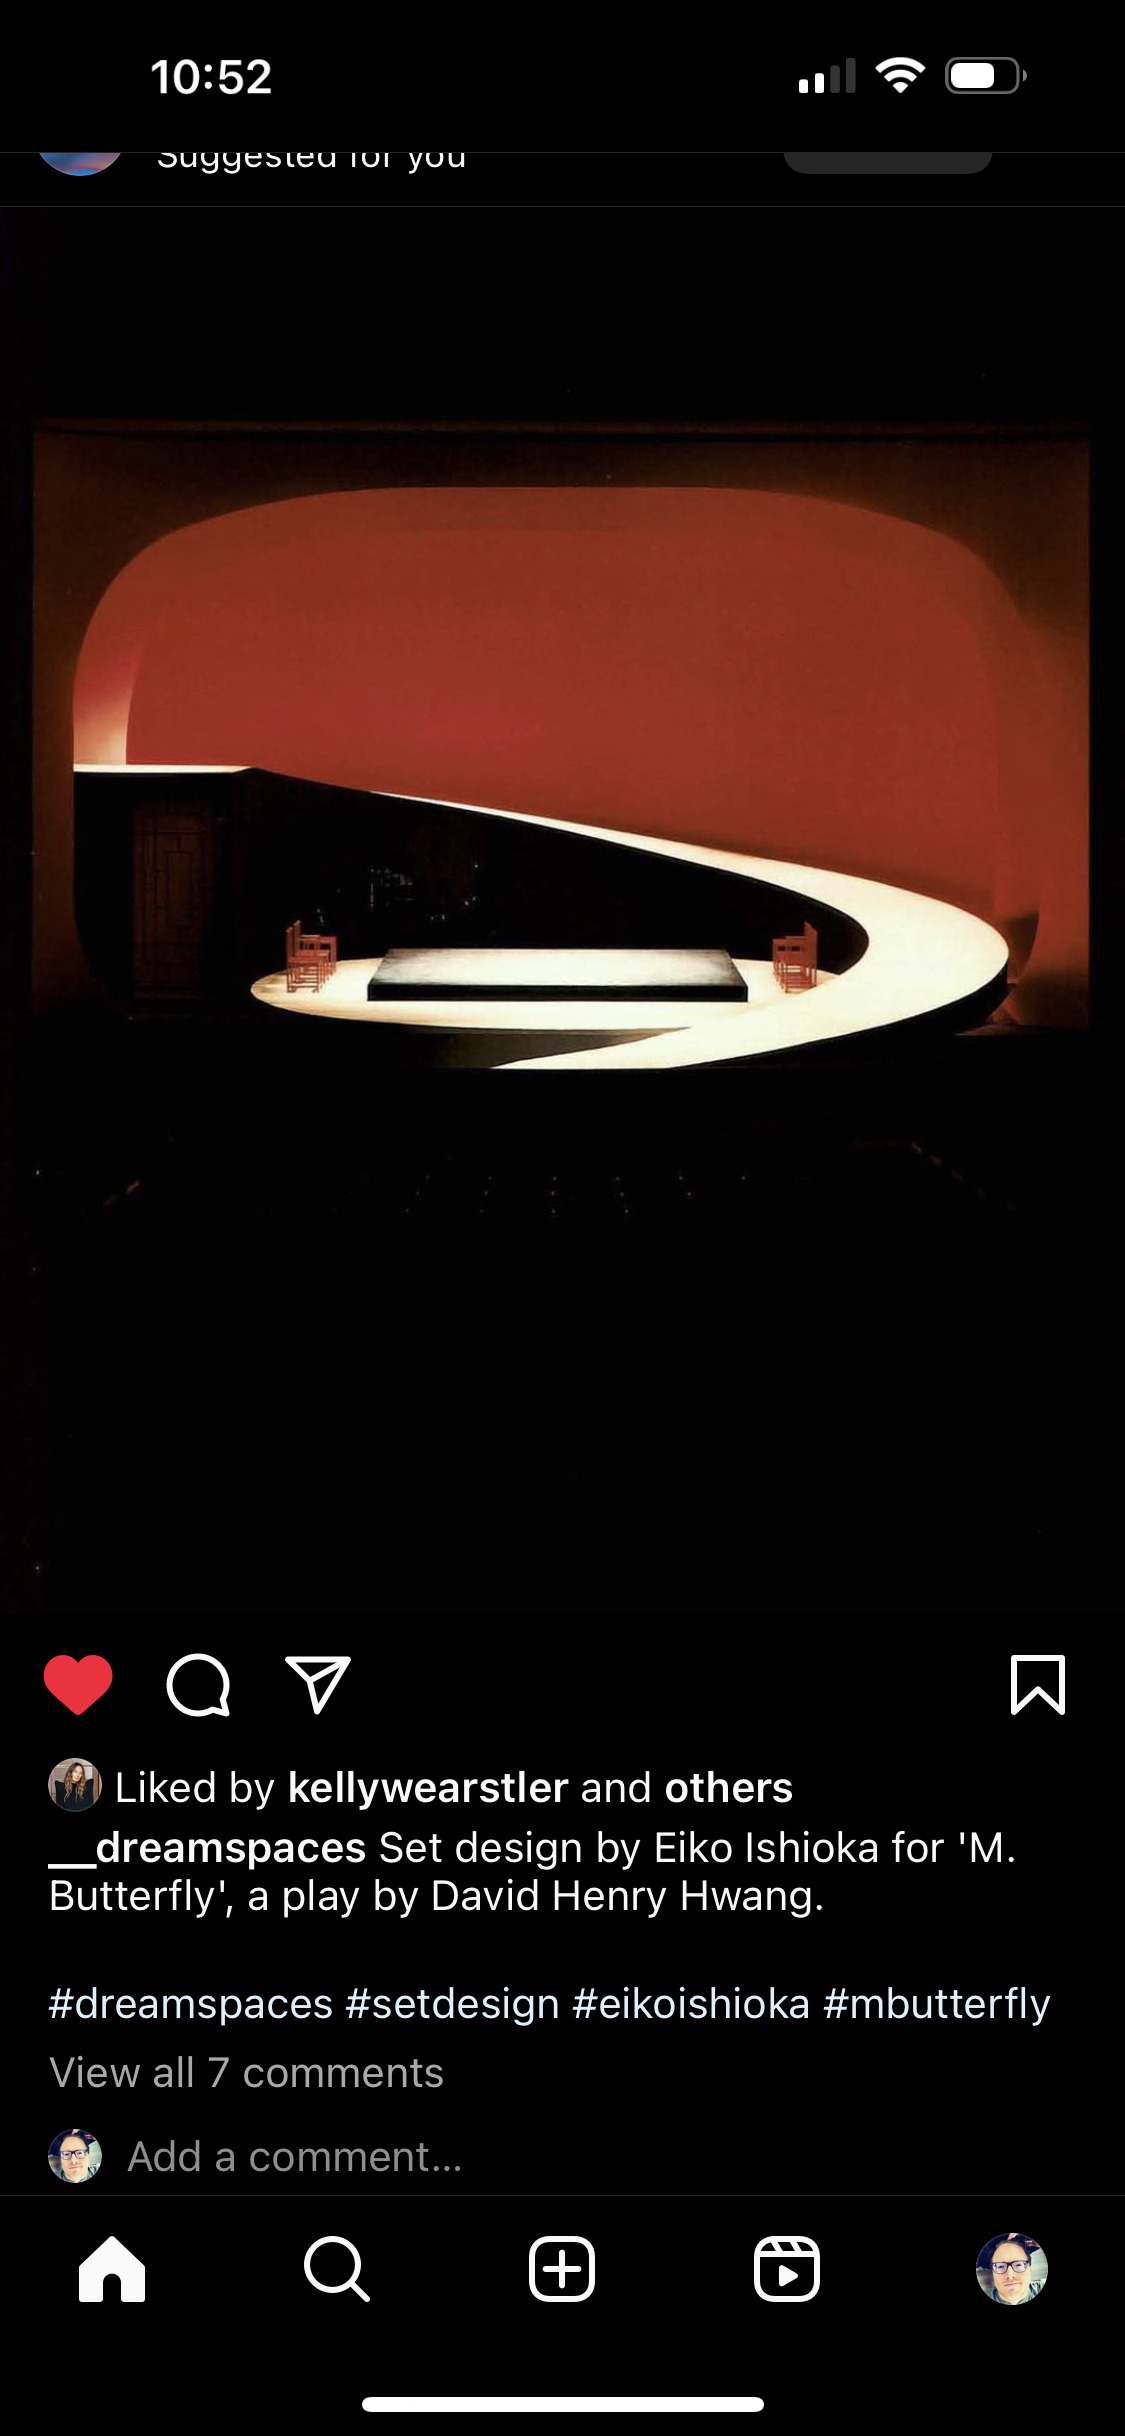 10:52
Suggested for you
Liked by kellywearstler and others
__dreamspaces Set design by Eiko Ishioka for 'M.
Butterfly', a play by David Henry Hwang.
#dreamspaces #setdesign #eikoishioka #mbutterfly
View all 7 comments
Add a comment...